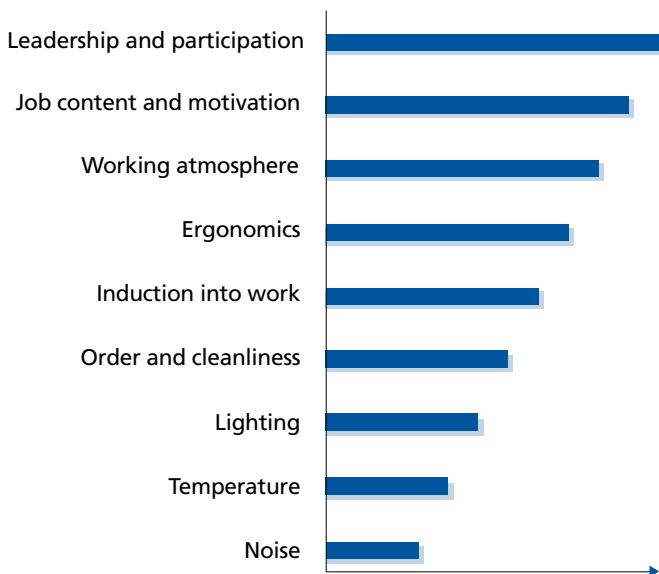 Leadership and participation
Job content and motivation
Working atmosphere
Ergonomics
Induction into work
Order and cleanliness
Lighting
Temperature
Noise